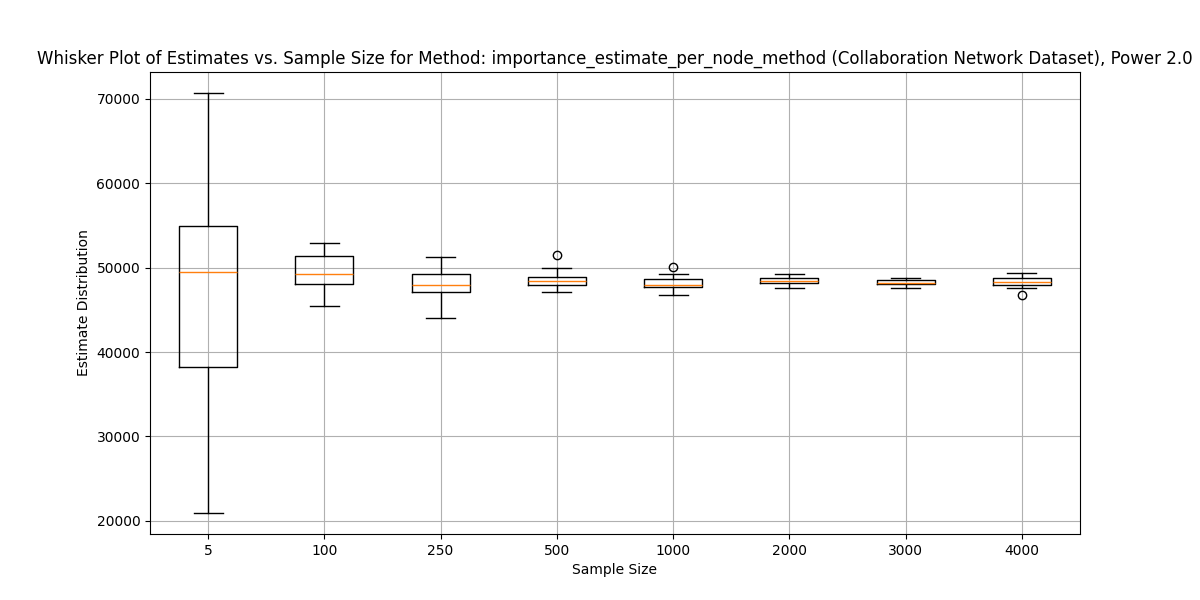 Whisker Plot of Estimates vs. Sample Size for Method: importance_estimate_per_node_method (Collaboration Network Dataset), Power 2.0
70000
60000
50000
40000
30000
20000
Estimate Distribution
5 100 250 500 1000 2000 3000 4000
Sample Size